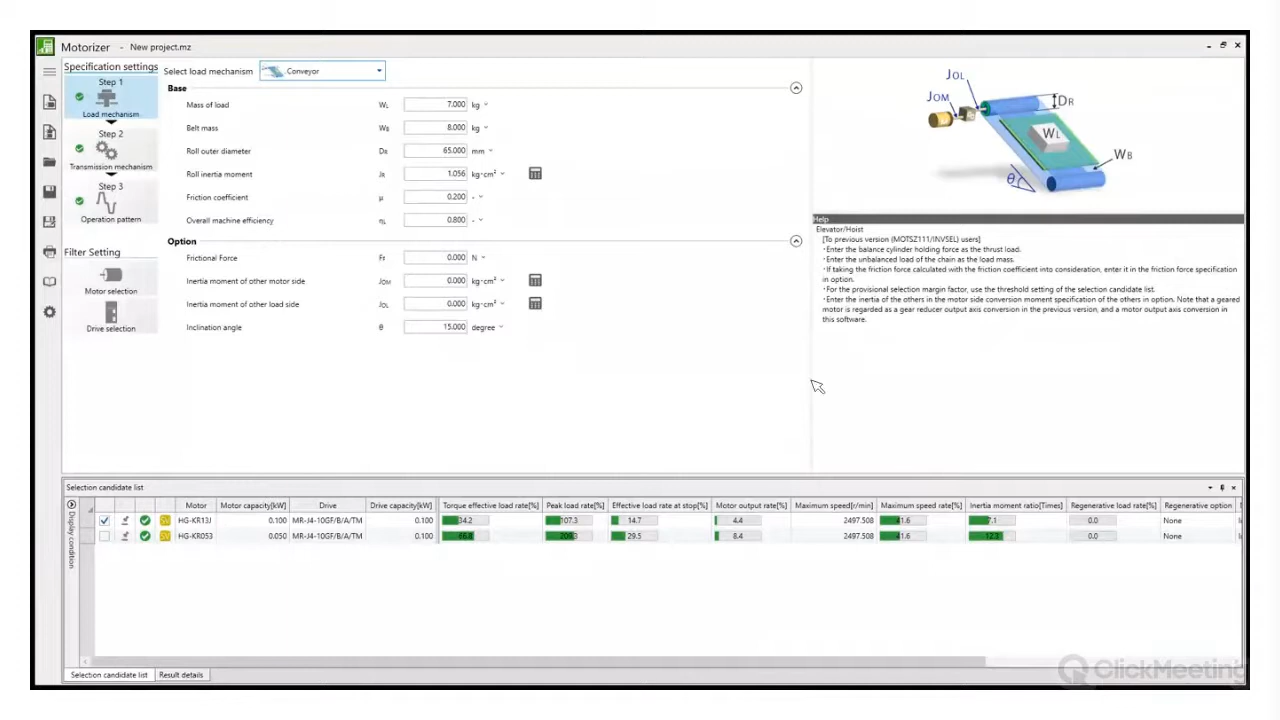 Motorizer - New project.mz
Specification settings
Step 1
Load mechanism
Step 2
Transmission mechanism
Step 3
Operation pattern
Filter Setting
Motor selection
Drive selection
Select load mechanism Conveyor
Base
Mass of load WL 7.000 kg
Belt mass WB 8.000 kg
Roll outer diameter DR 65.000 mm
Roll inertia moment JR 1.056 kg·cm²
Friction coefficient μ 0.200 -
Overall machine efficiency ηL 0.800 -
Option
Frictional Force FF 0.000 N
Inertia moment of other motor side JOM 0.000 kg·cm²
Inertia moment of other load side JOL 0.000 kg·cm²
Inclination angle θ 15.000 degree
JOL
JOM
DR
WL
WB
θ
Help
Elevator/Hoist
[To previous version (MOTSZ111/INVSEL) users]
・Enter the balance cylinder holding force as the thrust load.
・Enter the unbalanced load of the chain as the load mass.
・If taking the friction force calculated with the friction coefficient into consideration, enter it in the friction force specification
in option.
・For the provisional selection margin factor, use the threshold setting of the selection candidate list.
・Enter the inertia of the others in the motor side conversion moment specification of the others in option. Note that a geared
motor is regarded as a gear reducer output axis conversion in the previous version, and a motor output axis conversion in
this software.
Selection candidate list
Display condition
Motor Motor capacity[kW] Drive Drive capacity[kW] Torque effective load rate[%] Peak load rate[%] Effective load rate at stop[%] Motor output rate[%] Maximum speed[r/min] Maximum speed rate[%] Inertia moment ratio[Times] Regenerative load rate[%] Regenerative option
HG-KR13J 0.100 MR-J4-10GF/B/A/TM 0.100 34.2 107.3 14.7 4.4 2497.508 41.6 7.1 0.0 None
HG-KR053 0.050 MR-J4-10GF/B/A/TM 0.100 29.5 8.4 2497.508 41.6 0.0 None
Selection candidate list Result details
ClickMeeting